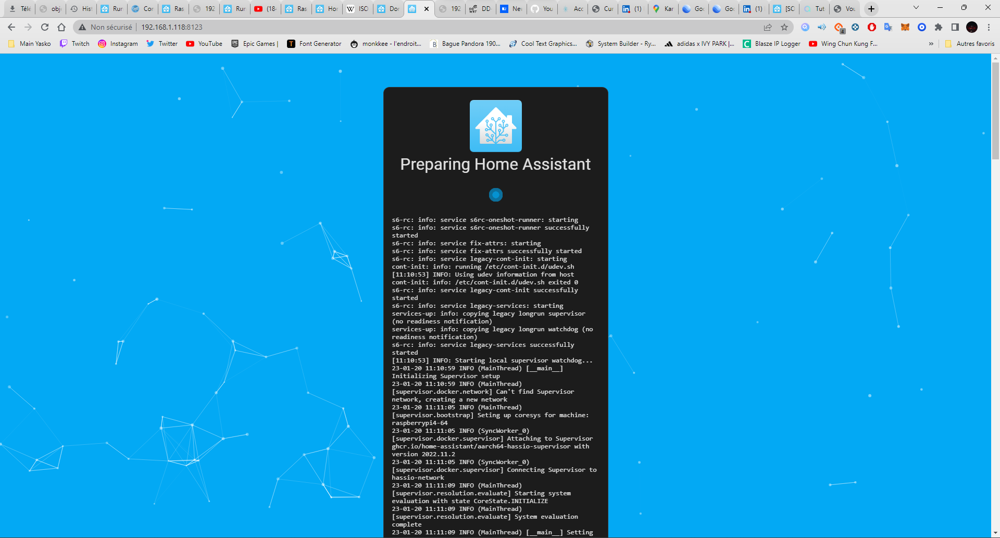 Télé
obj
Hist
Run
Cor
Ras
192
Run
(18
Ras
Hor
ISO
Dor
192
DD-
Nev
You
Acc
Cur
(1)
Kar
Goo
Goo
(1)
[SC
Tut
Vou
Non sécurisé
192.168.1.118:8123
4
Main Yasko
Twitch
Instagram
Twitter
YouTube
Epic Games |
Font Generator
monkkee - l'endroit...
Bague Pandora 190...
Cool Text Graphics...
System Builder - Ry...
adidas x IVY PARK |...
Blasze IP Logger
Wing Chun Kung F...
»
Autres favoris
Preparing Home Assistant
s6-rc: info: service s6rc-oneshot-runner: starting
s6-rc: info: service s6rc-oneshot-runner successfully
started
s6-rc: info: service fix-attrs: starting
s6-rc: info: service fix-attrs successfully started
s6-rc: info: service legacy-cont-init: starting
cont-init: info: running /etc/cont-init.d/udev.sh
[11:10:53] INFO: Using udev information from host
cont-init: info: /etc/cont-init.d/udev.sh exited 0
s6-rc: info: service legacy-cont-init successfully
started
s6-rc: info: service legacy-services: starting
services-up: info: copying legacy longrun supervisor
(no readiness notification)
services-up: info: copying legacy longrun watchdog (no
readiness notification)
s6-rc: info: service legacy-services successfully
started
[11:10:53] INFO: Starting local supervisor watchdog...
23-01-20 11:10:59 INFO (MainThread) [__main__]
Initializing Supervisor setup
23-01-20 11:10:59 INFO (MainThread)
[supervisor.docker.network] Can't find Supervisor
network, creating a new network
23-01-20 11:11:05 INFO (MainThread)
[supervisor.bootstrap] Seting up coresys for machine:
raspberrypi4-64
23-01-20 11:11:05 INFO (SyncWorker_0)
[supervisor.docker.supervisor] Attaching to Supervisor
ghcr.io/home-assistant/aarch64-hassio-supervisor with
version 2022.11.2
23-01-20 11:11:05 INFO (SyncWorker_0)
[supervisor.docker.supervisor] Connecting Supervisor to
hassio-network
23-01-20 11:11:09 INFO (MainThread)
[supervisor.resolution.evaluate] Starting system
evaluation with state CoreState.INITIALIZE
23-01-20 11:11:09 INFO (MainThread)
[supervisor.resolution.evaluate] System evaluation
complete
23-01-20 11:11:09 INFO (MainThread) [__main__] Setting